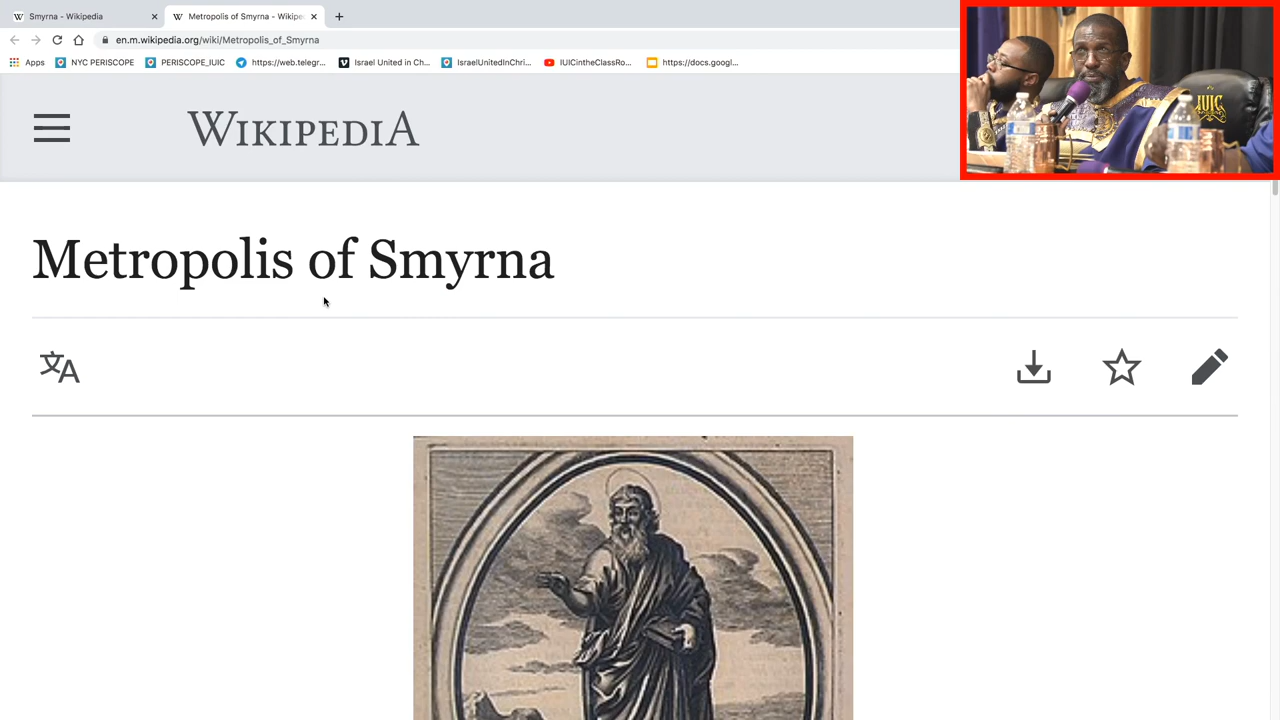 Smyrna - Wikipedia
Metropolis of Smyrna - Wikipe
en.m.wikipedia.org/wiki/Metropolis_of_Smyrna
Apps
NYC PERISCOPE
PERISCOPE_IUIC
https://web.telegr...
Israel United in Ch...
IsraelUnitedInChri...
IUICintheClassRo...
https://docs.googl...
WIKIPEDIA
IUIC
Metropolis of Smyrna